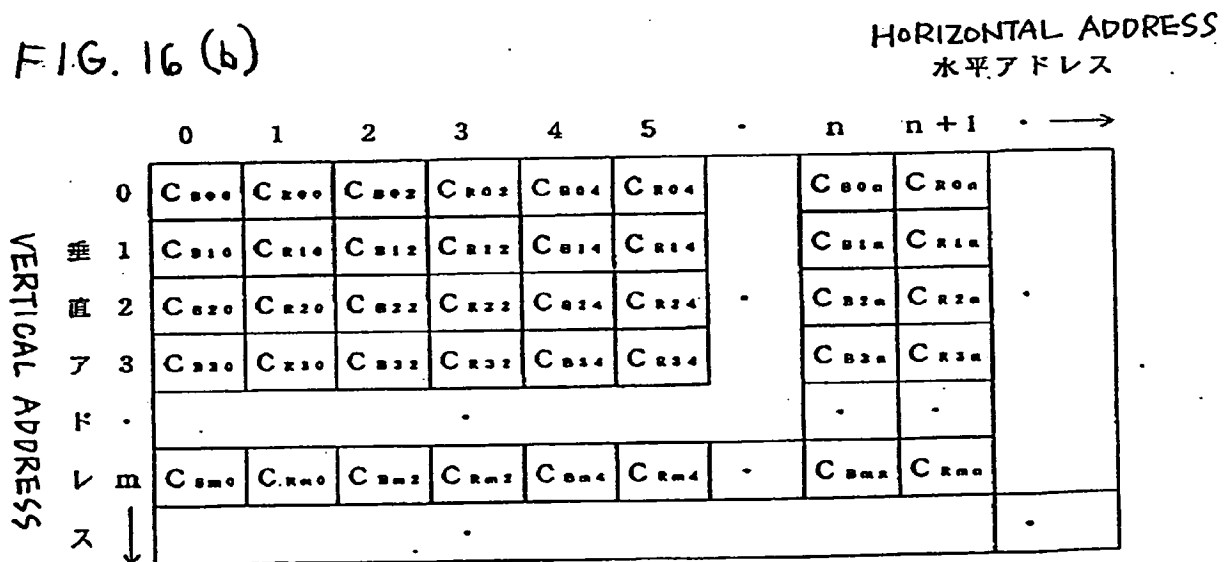 FIG. 16 (b)
HORIZONTAL ADDRESS
水平アドレス
0 1 2 3 4 5 · n n+1 · →
0 CB00 CR00 CB02 CR02 CB04 CR04 CB0n CR0n
1 CB10 CR10 CB12 CR12 CB14 CR14 CB1n CR1n
2 CB20 CR20 CB22 CR22 CB24 CR24 · CB2n CR2n ·
3 CB30 CR30 CB32 CR32 CB34 CR34 CB3n CR3n
· · · ·
m CBm0 CRm0 CBm2 CRm2 CBm4 CRm4 · CBmn CRmn
↓ · ·
垂直アドレス
VERTICAL ADDRESS